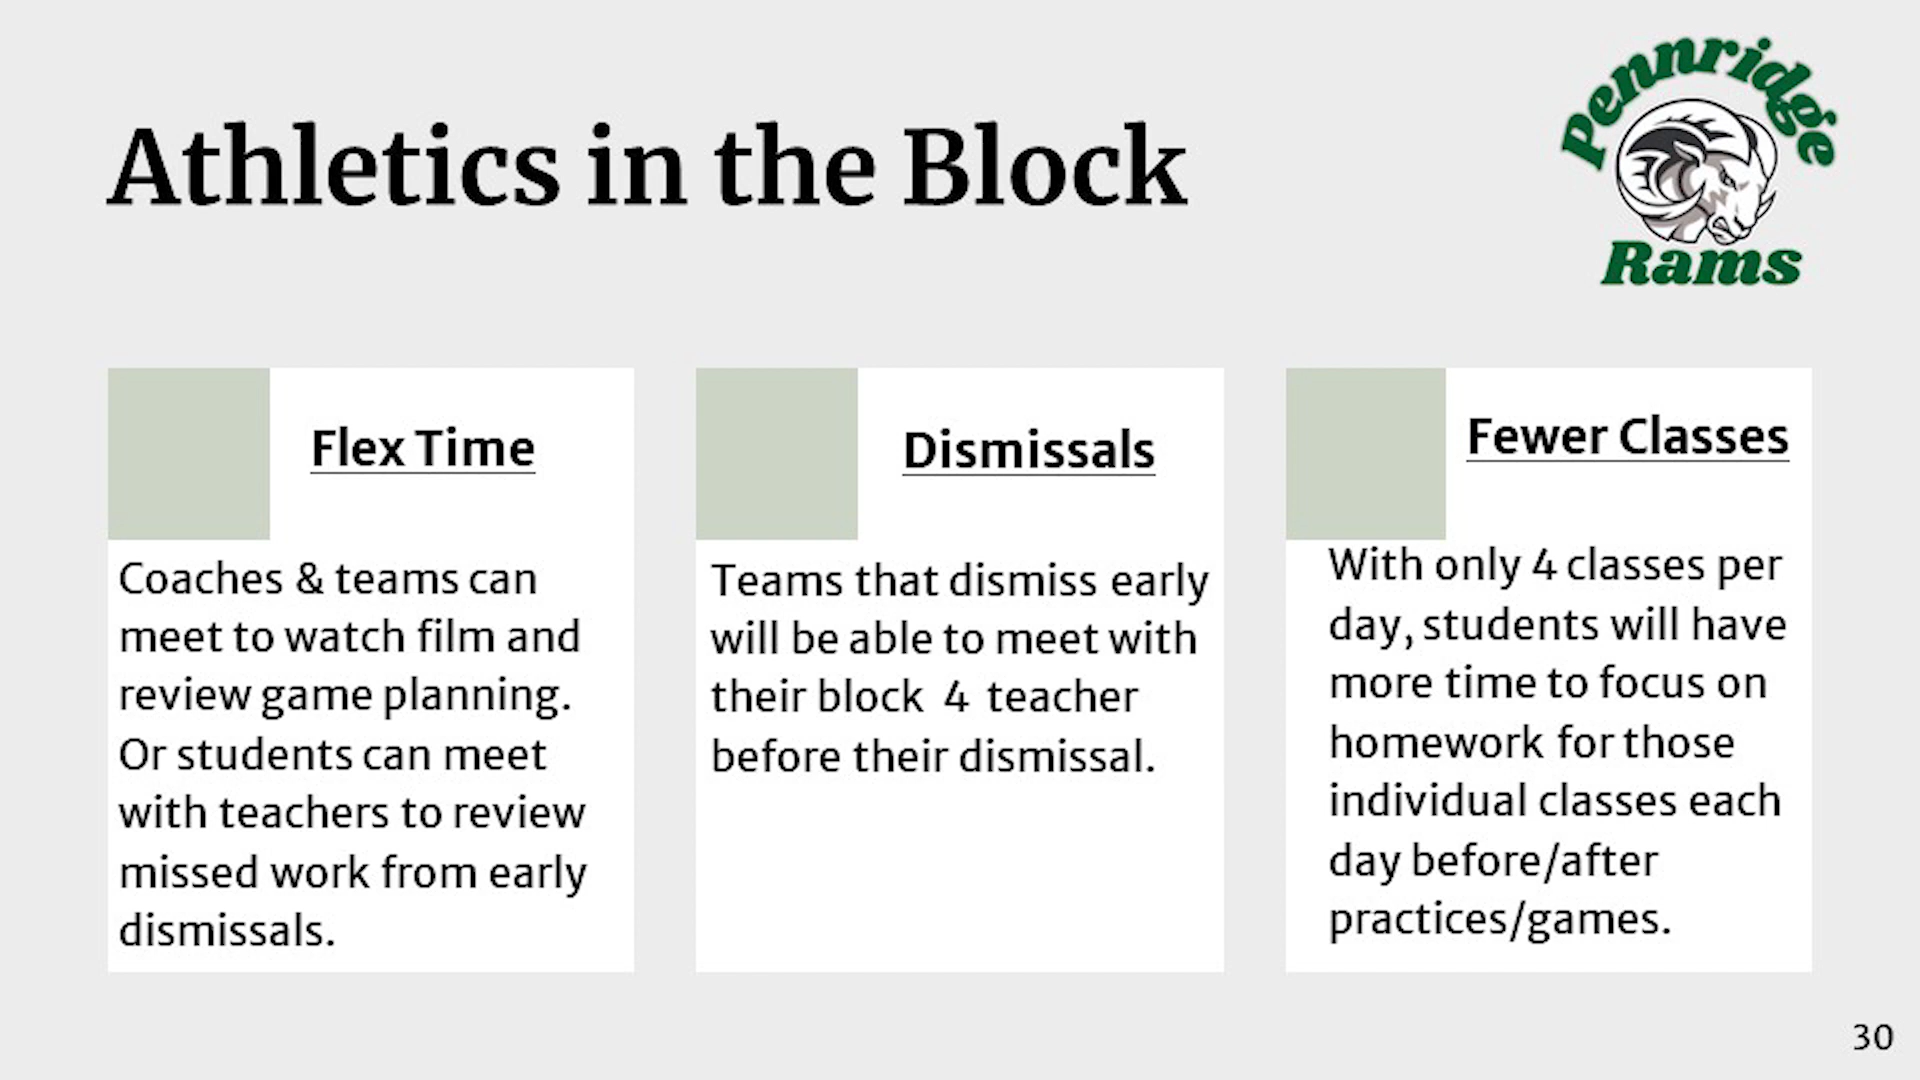 Athletics in the Block
Pennridge
Rams
Flex Time
Coaches & teams can
meet to watch film and
review game planning.
Or students can meet
with teachers to review
missed work from early
dismissals.
Dismissals
Teams that dismiss early
will be able to meet with
their block 4 teacher
before their dismissal.
Fewer Classes
With only 4 classes per
day, students will have
more time to focus on
homework for those
individual classes each
day before/after
practices/games.
30